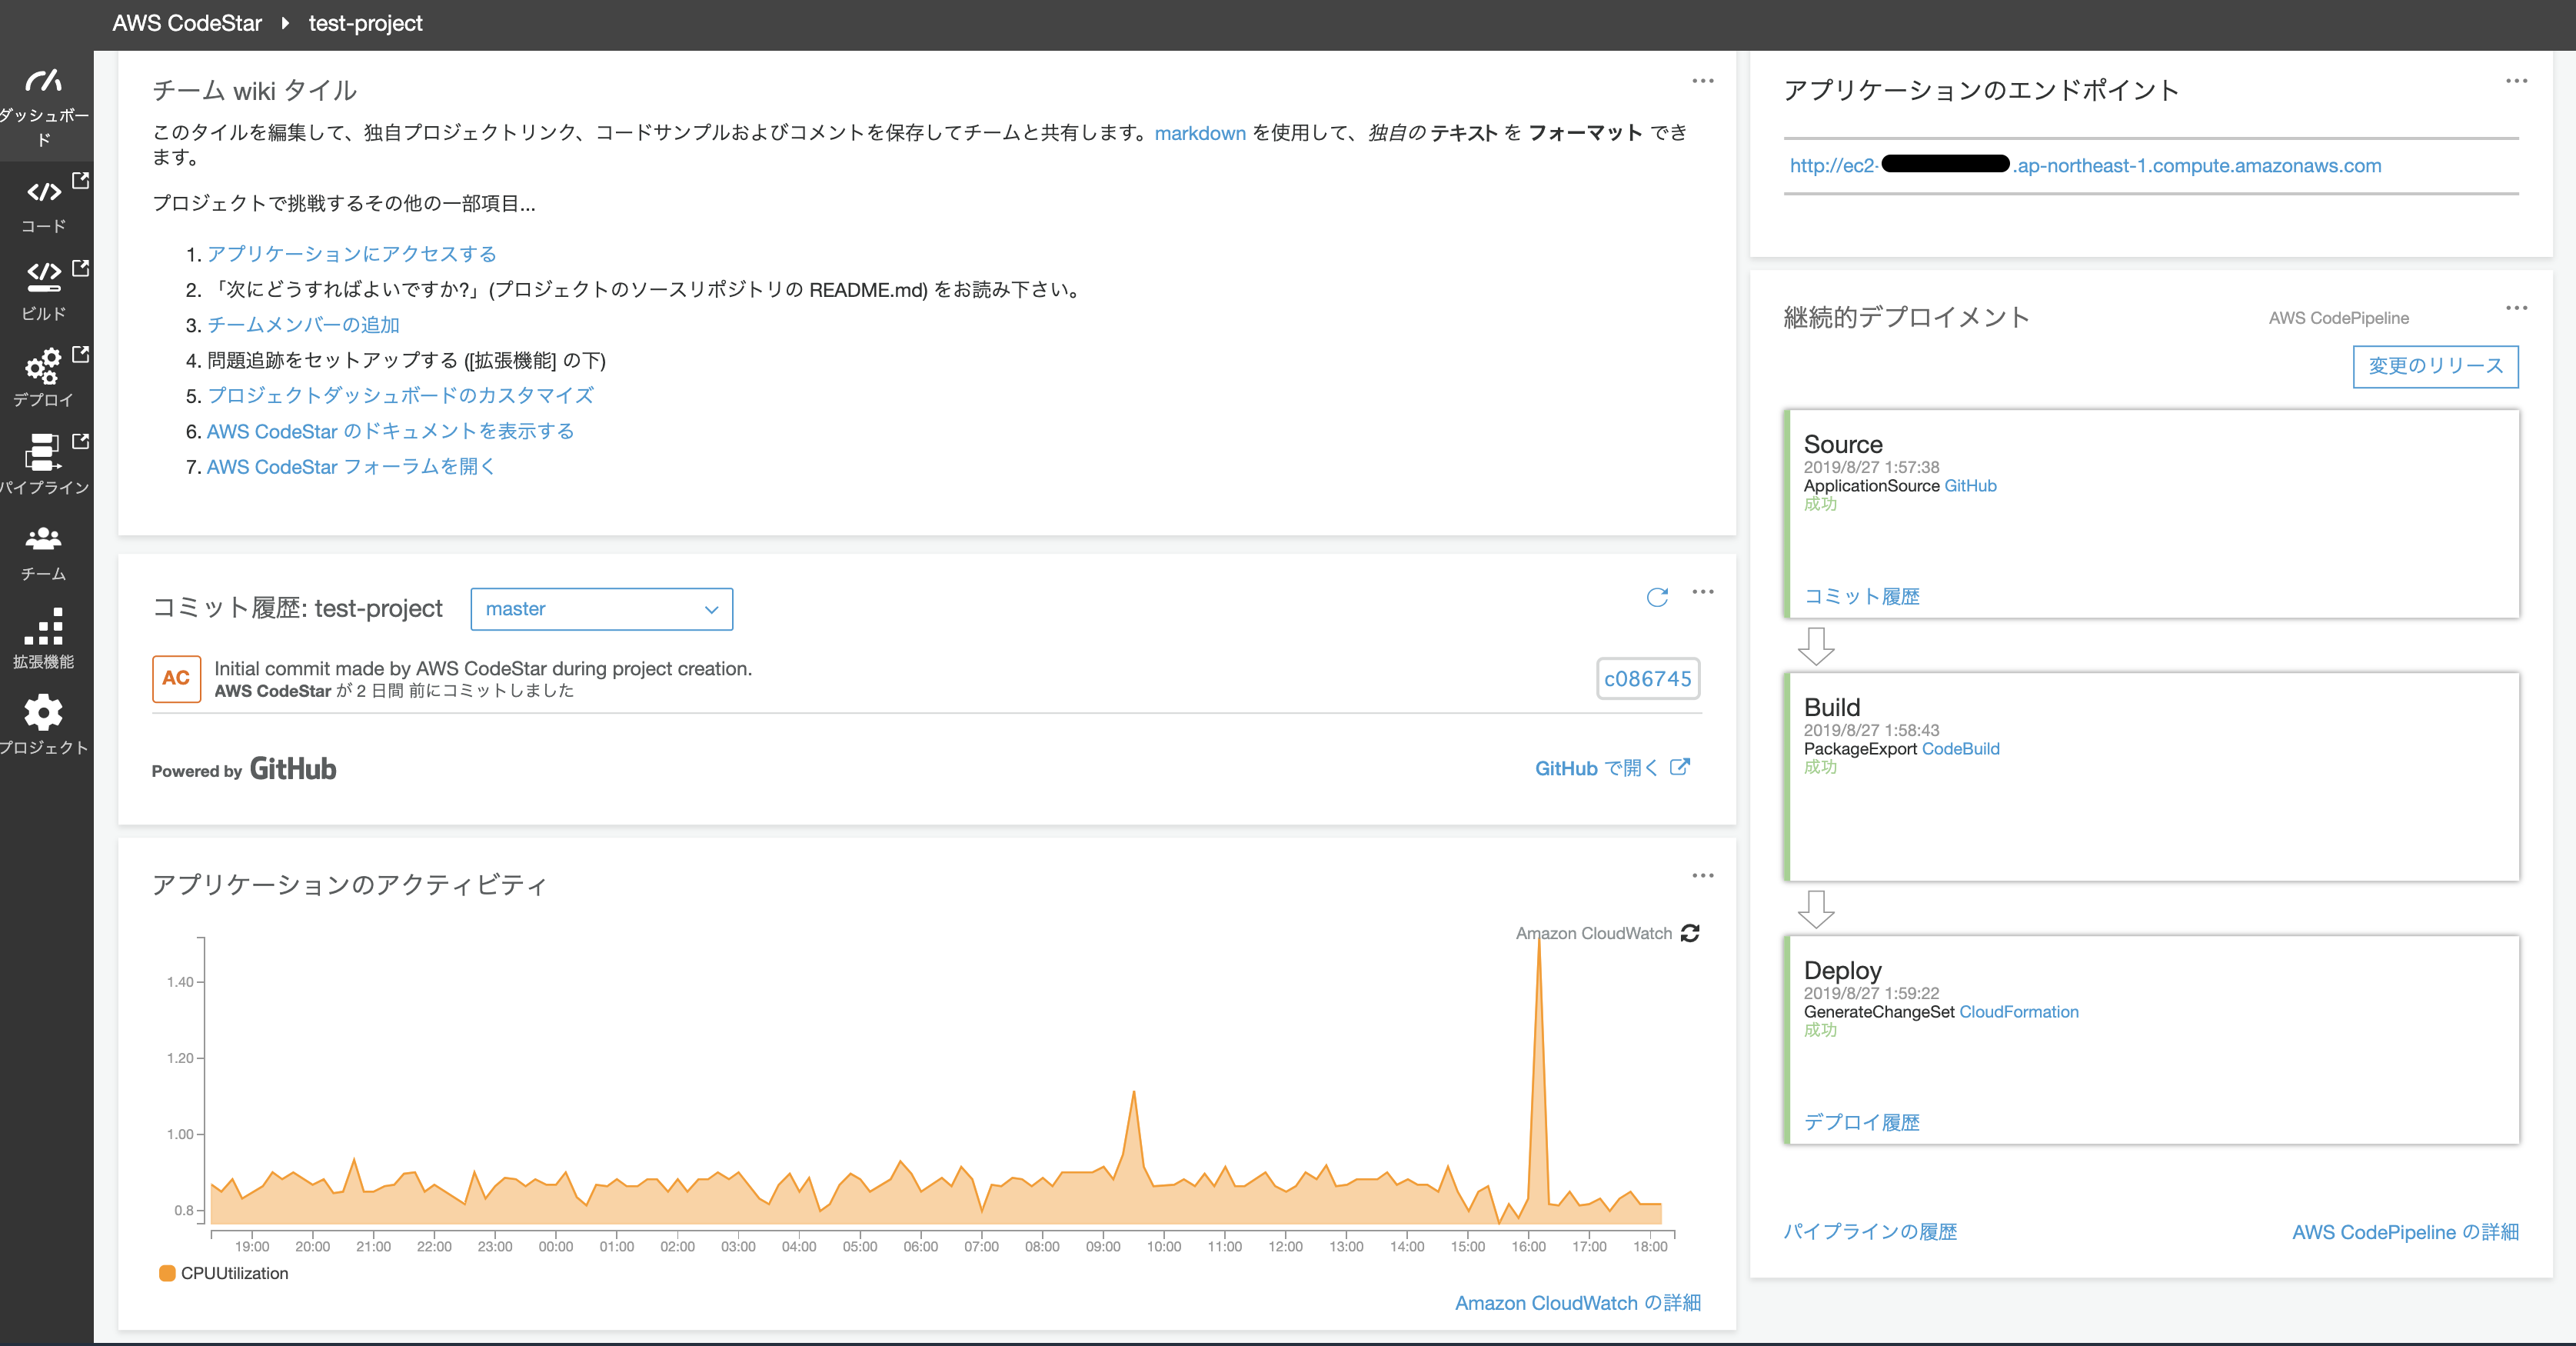 AWS CodeStar ▸ test-project
ダッシュボー
ド
コード
ビルド
デプロイ
パイプライン
チーム
拡張機能
プロジェクト
チーム wiki タイル
このタイルを編集して、独自プロジェクトリンク、コードサンプルおよびコメントを保存してチームと共有します。markdown を使用して、独自の テキスト を フォーマット でき
ます。
プロジェクトで挑戦するその他の一部項目...
1. アプリケーションにアクセスする
2. 「次にどうすればよいですか?」(プロジェクトのソースリポジトリの README.md) をお読み下さい。
3. チームメンバーの追加
4. 問題追跡をセットアップする ([拡張機能] の下)
5. プロジェクトダッシュボードのカスタマイズ
6. AWS CodeStar のドキュメントを表示する
7. AWS CodeStar フォーラムを開く
コミット履歴: test-project
master
AC
Initial commit made by AWS CodeStar during project creation.
AWS CodeStar が 2 日間 前にコミットしました
c086745
Powered by GitHub
GitHub で開く
アプリケーションのアクティビティ
Amazon CloudWatch
1.40
1.20
1.00
0.8
19:00 20:00 21:00 22:00 23:00 00:00 01:00 02:00 03:00 04:00 05:00 06:00 07:00 08:00 09:00 10:00 11:00 12:00 13:00 14:00 15:00 16:00 17:00 18:00
CPUUtilization
Amazon CloudWatch の詳細
アプリケーションのエンドポイント
http://ec2- .ap-northeast-1.compute.amazonaws.com
継続的デプロイメント
AWS CodePipeline
変更のリリース
Source
2019/8/27 1:57:38
ApplicationSource GitHub
成功
コミット履歴
Build
2019/8/27 1:58:43
PackageExport CodeBuild
成功
Deploy
2019/8/27 1:59:22
GenerateChangeSet CloudFormation
成功
デプロイ履歴
パイプラインの履歴
AWS CodePipeline の詳細